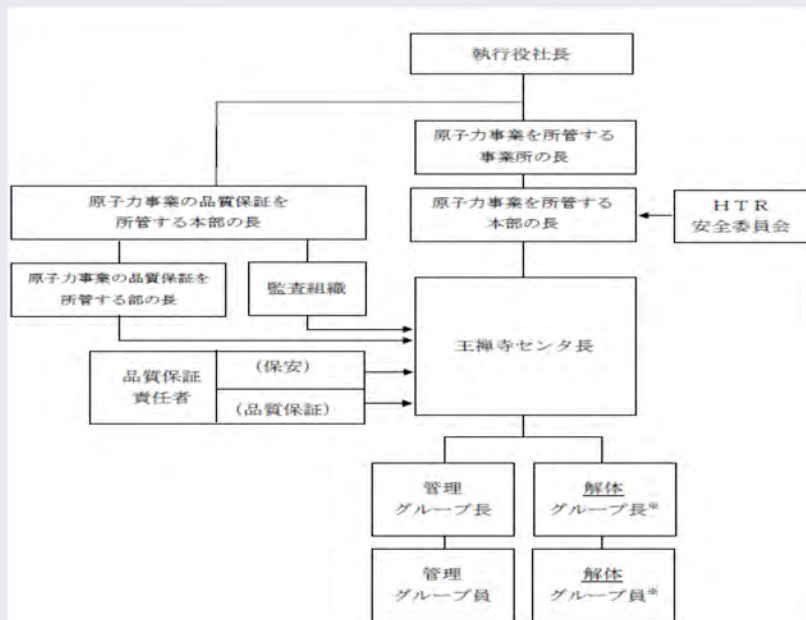 執行役社長
原子力事業を所管する
事業所の長
原子力事業の品質保証を
所管する本部の長
原子力事業を所管する
本部の長
HTR
安全委員会
原子力事業の品質保証を
所管する部の長
監査組織
王禅寺センタ長
品質保証
責任者
(保安)
(品質保証)
管理
グループ長
解体
グループ長※
管理
グループ員
解体
グループ員※